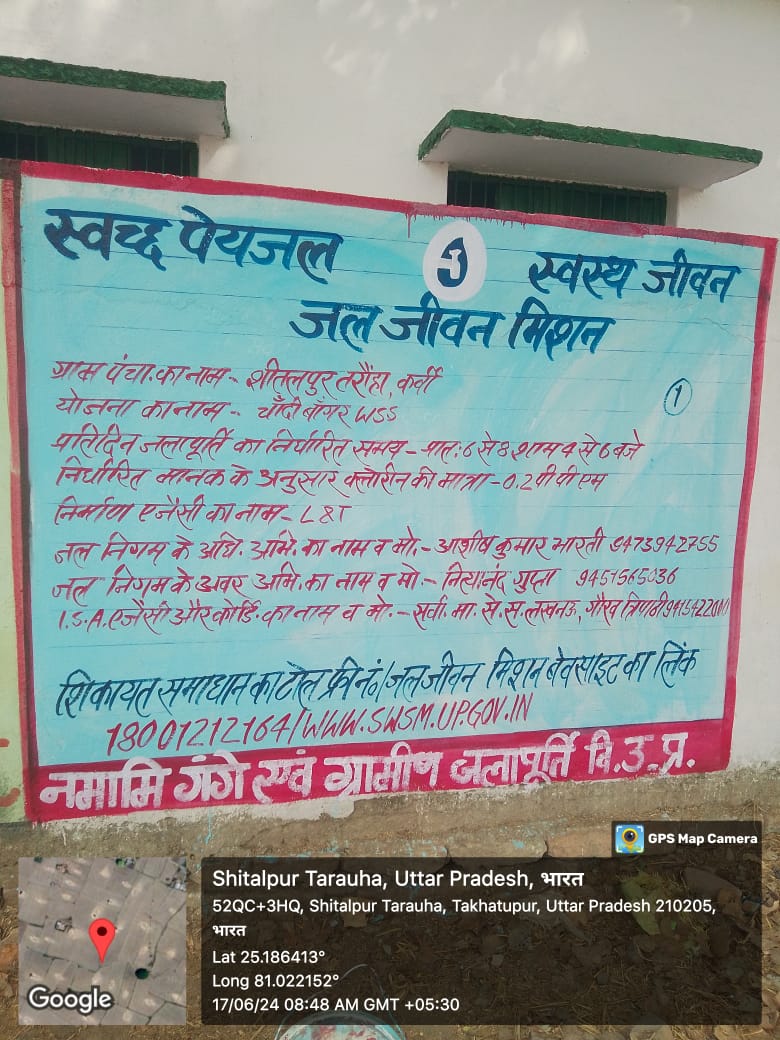 स्वच्छ पेयजल
स्वस्थ जीवन
जल जीवन मिशन
1
ग्राम पंचा. का नाम - शीतलपुर तरौंहा, कर्वी
योजना का नाम - चाँदी बाँगर WSS
प्रतिदिन जलापूर्ति का निर्धारित समय - प्रात: 6 से 8 शाम 4 से 6 बजे
निर्धारित मानक के अनुसार क्लोरीन की मात्रा - 0.2 पी पी एम
निर्माण एजेंसी का नाम - L&T
जल निगम के अधि. अभि. का नाम व मो. - आशीष कुमार भारती 9473942755
जल निगम के अवर अभि. का नाम व मो - नित्यानंद गुप्ता 9451565036
I.S.A. एजेंसी और कोर्डि. का नाम व मो. - सर्वो. मा. से. स. लखनऊ, गौरव त्रिपाठी
शिकायत समाधान का टोल फ्री नं०/जल जीवन मिशन बेवसाइट का लिंक
18001212164/WWW.SWSM.UP.GOV.IN
नमामि गंगे एवं ग्रामीण जलापूर्ति वि. उ. प्र.
GPS Map Camera
Shitalpur Tarauha, Uttar Pradesh, भारत
52QC+3HQ, Shitalpur Tarauha, Takhatupur, Uttar Pradesh 210205,
भारत
Lat 25.186413°
Long 81.022152°
17/06/24 08:48 AM GMT +05:30
Google